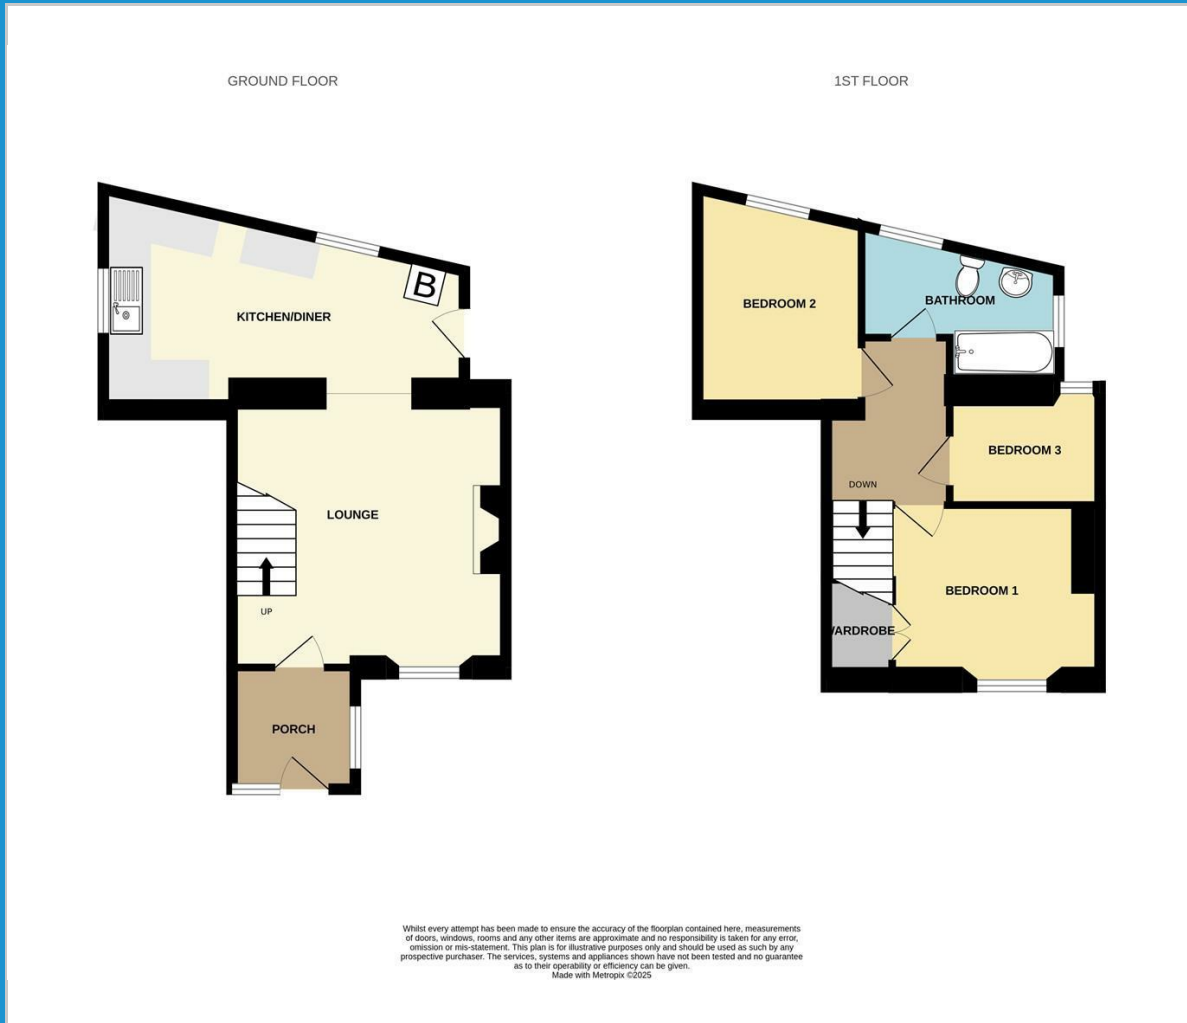 GROUND FLOOR
1ST FLOOR
KITCHEN/DINER
B
LOUNGE
UP
PORCH
BEDROOM 2
BATHROOM
BEDROOM 3
DOWN
BEDROOM 1
WARDROBE
Whilst every attempt has been made to ensure the accuracy of the floorplan contained here, measurements
of doors, windows, rooms and any other items are approximate and no responsibility is taken for any error,
omission or mis-statement. This plan is for illustrative purposes only and should be used as such by any
prospective purchaser. The services, systems and appliances shown have not been tested and no guarantee
as to their operability or efficiency can be given.
Made with Metropix ©2025